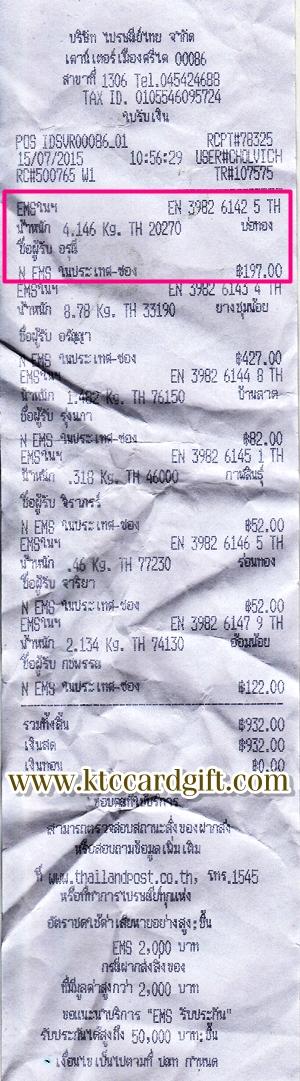 บริษัท ไปรษณีย์ไทย จำกัด
เคาน์เตอร์เมืองศรีไค 00086
สาขาที่ 1306 Tel.045424688
TAX ID. 0105546095724
ใบรับเงิน
POS IDSVR00086_01 RCPT#78325
15/07/2015 10:56:29 USER#CHOLVICH
RC#500765 W1 TR#107575
EMSในฯ EN 3982 6142 5 TH
น้ำหนัก 4.146 Kg. TH 20270 บ่อทอง
ชื่อผู้รับ อรุณี
N EMS ในประเทศ-ซอง ฿197.00
EMSในฯ EN 3982 6143 4 TH
น้ำหนัก 8.78 Kg. TH 33190 ยางชุมน้อย
ชื่อผู้รับ อรัญญา
N EMS ในประเทศ-ซอง ฿427.00
EMSในฯ EN 3982 6144 8 TH
น้ำหนัก 1.482 Kg. TH 76150 บ้านลาด
ชื่อผู้รับ รุ่งนภา
N EMS ในประเทศ-ซอง ฿82.00
EMSในฯ EN 3982 6145 1 TH
น้ำหนัก .318 Kg. TH 46000 กาฬสินธุ์
ชื่อผู้รับ จิราภรร์
N EMS ในประเทศ-ซอง ฿52.00
EMSในฯ EN 3982 6146 5 TH
น้ำหนัก .46 Kg. TH 77230 ร่อนทอง
ชื่อผู้รับ จาริยา
N EMS ในประเทศ-ซอง ฿52.00
EMSในฯ EN 3982 6147 9 TH
น้ำหนัก 2.134 Kg. TH 74130 อ้อมน้อย
ชื่อผู้รับ กชพรรณ
N EMS ในประเทศ-ซอง ฿122.00
รวมทั้งสิ้น ฿932.00
เงินสด ฿932.00
เงินทอน ฿0.00
www.ktccardgift.com
ขอบคุณที่ใช้บริการ
สามารถตรวจสอบสถานะสิ่งของฝากส่ง
หรือสอบถามข้อมูลเพิ่มเติม
ที่ www.thailandpost.co.th, โทร.1545
หรือที่ทำการไปรษณีย์ทุกแห่ง
อัตราชดใช้ค่าเสียหายอย่างสูง:ชิ้น
EMS 2,000 บาท
กรณีฝากส่งสิ่งของ
ที่มีมูลค่าสูงกว่า 2,000 บาท
ขอแนะนำบริการ "EMS รับประกัน"
รับประกันได้สูงถึง 50,000 บาท:ชิ้น
เงื่อนไขเป็นไปตามที่ ปณท กำหนด